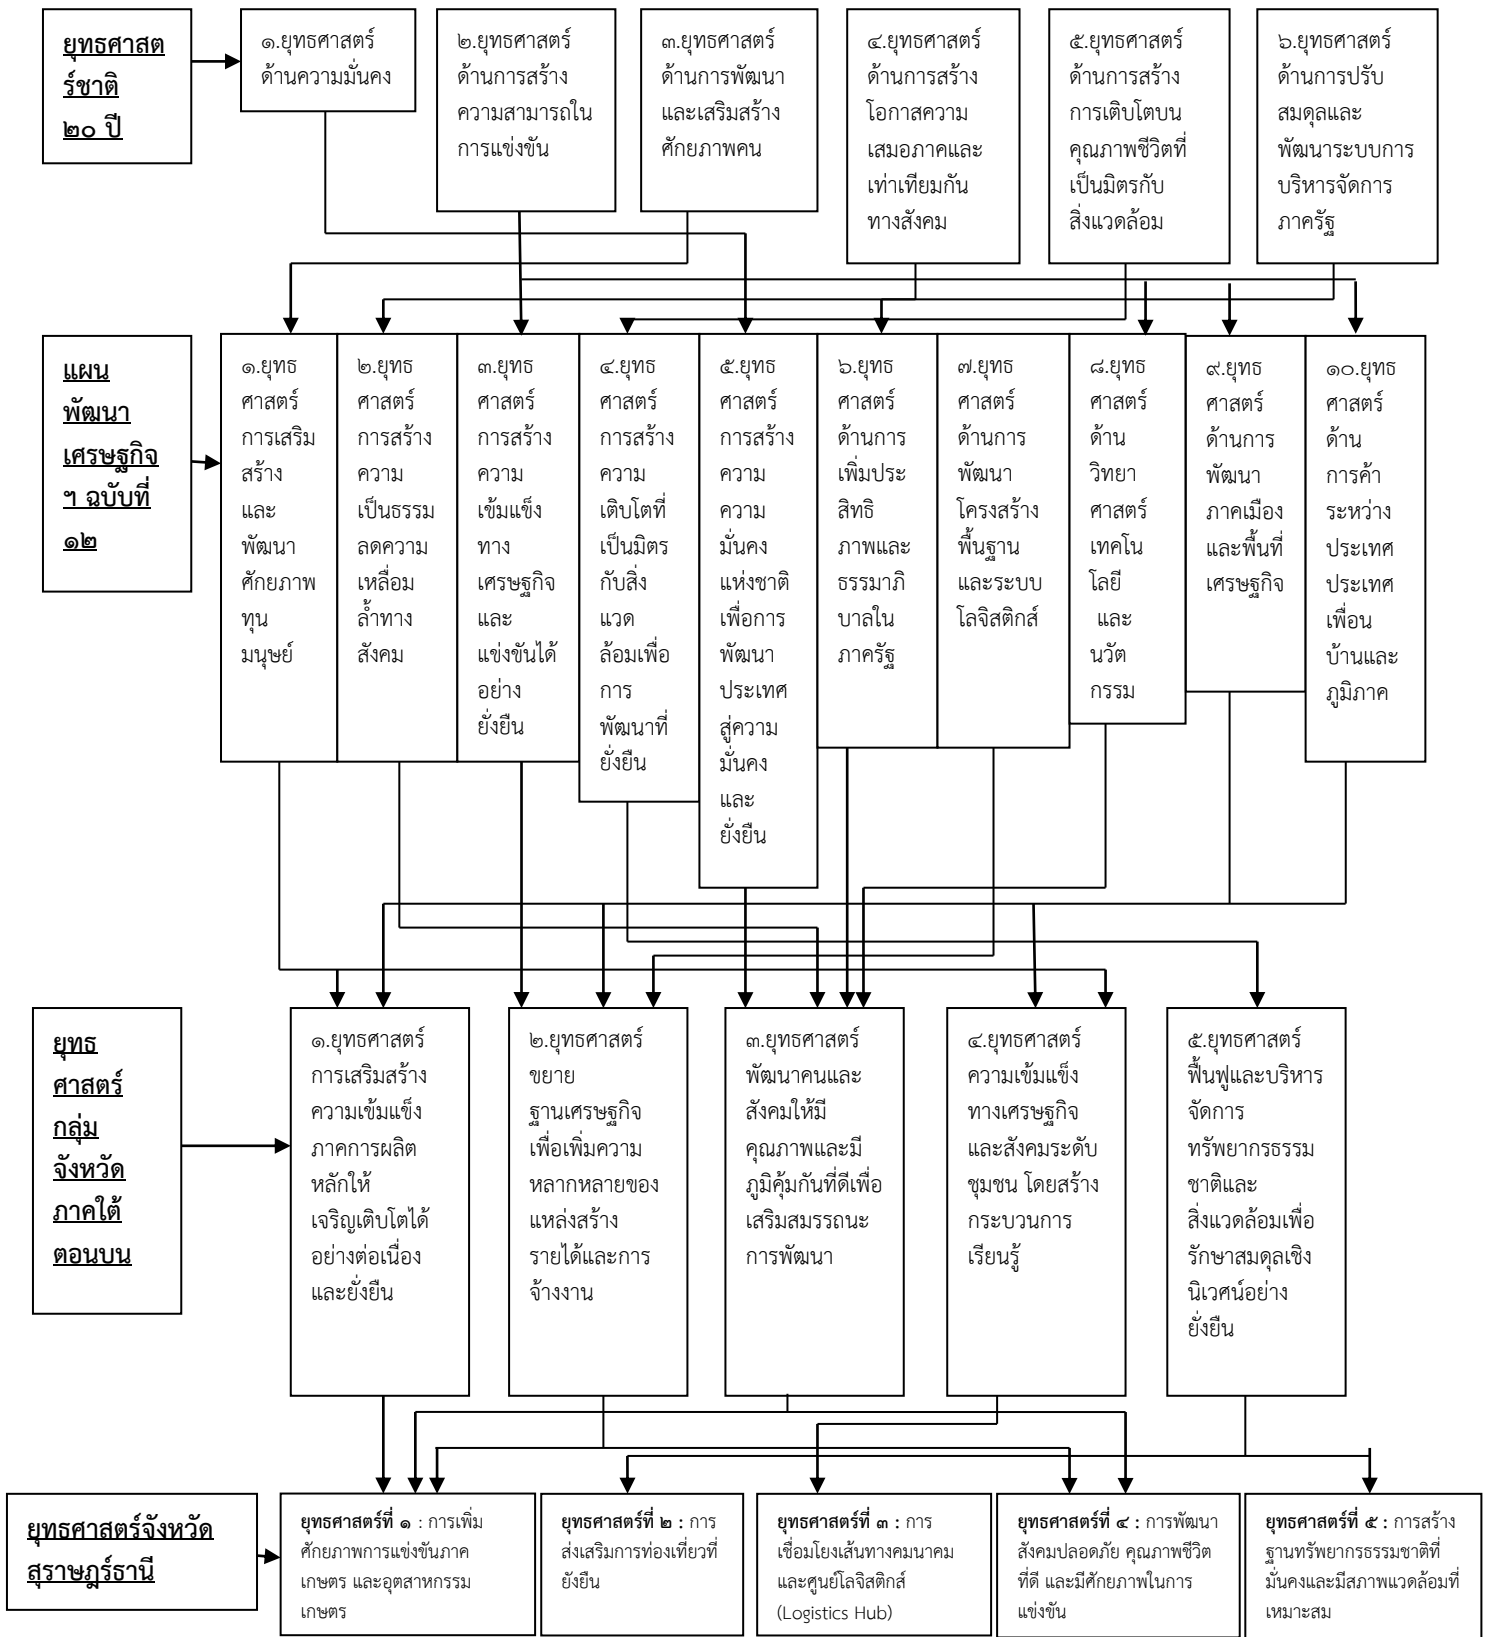 ยุทธศาสต
ร์ชาติ
๒๐ ปี
๑.ยุทธศาสตร์
ด้านความมั่นคง
๒.ยุทธศาสตร์
ด้านการสร้าง
ความสามารถใน
การแข่งขัน
๓.ยุทธศาสตร์
ด้านการพัฒนา
และเสริมสร้าง
ศักยภาพคน
๔.ยุทธศาสตร์
ด้านการสร้าง
โอกาสความ
เสมอภาคและ
เท่าเทียมกัน
ทางสังคม
๕.ยุทธศาสตร์
ด้านการสร้าง
การเติบโตบน
คุณภาพชีวิตที่
เป็นมิตรกับ
สิ่งแวดล้อม
๖.ยุทธศาสตร์
ด้านการปรับ
สมดุลและ
พัฒนาระบบการ
บริหารจัดการ
ภาครัฐ
แผน
พัฒนา
เศรษฐกิจ
ฯ ฉบับที่
๑๒
๑.ยุทธ
ศาสตร์
การเสริม
สร้าง
และ
พัฒนา
ศักยภาพ
ทุน
มนุษย์
๒.ยุทธ
ศาสตร์
การสร้าง
ความ
เป็นธรรม
ลดความ
เหลื่อม
ล้ำทาง
สังคม
๓.ยุทธ
ศาสตร์
การสร้าง
ความ
เข้มแข็ง
ทาง
เศรษฐกิจ
และ
แข่งขันได้
อย่าง
ยั่งยืน
๔.ยุทธ
ศาสตร์
การสร้าง
ความ
เติบโตที่
เป็นมิตร
กับสิ่ง
แวด
ล้อมเพื่อ
การ
พัฒนาที่
ยั่งยืน
๕.ยุทธ
ศาสตร์
การสร้าง
ความ
ความ
มั่นคง
แห่งชาติ
เพื่อการ
พัฒนา
ประเทศ
สู่ความ
มั่นคง
และ
ยั่งยืน
๖.ยุทธ
ศาสตร์
ด้านการ
เพิ่มประ
สิทธิ
ภาพและ
ธรรมาภิ
บาลใน
ภาครัฐ
๗.ยุทธ
ศาสตร์
ด้านการ
พัฒนา
โครงสร้าง
พื้นฐาน
และระบบ
โลจิสติกส์
๘.ยุทธ
ศาสตร์
ด้าน
วิทยา
ศาสตร์
เทคโน
โลยี
และ
นวัต
กรรม
๙.ยุทธ
ศาสตร์
ด้านการ
พัฒนา
ภาคเมือง
และพื้นที่
เศรษฐกิจ
๑๐.ยุทธ
ศาสตร์
ด้าน
การค้า
ระหว่าง
ประเทศ
ประเทศ
เพื่อน
บ้านและ
ภูมิภาค
ยุทธ
ศาสตร์
กลุ่ม
จังหวัด
ภาคใต้
ตอนบน
๑.ยุทธศาสตร์
การเสริมสร้าง
ความเข้มแข็ง
ภาคการผลิต
หลักให้
เจริญเติบโตได้
อย่างต่อเนื่อง
และยั่งยืน
๒.ยุทธศาสตร์
ขยาย
ฐานเศรษฐกิจ
เพื่อเพิ่มความ
หลากหลายของ
แหล่งสร้าง
รายได้และการ
จ้างงาน
๓.ยุทธศาสตร์
พัฒนาคนและ
สังคมให้มี
คุณภาพและมี
ภูมิคุ้มกันที่ดีเพื่อ
เสริมสมรรถนะ
การพัฒนา
๔.ยุทธศาสตร์
ความเข้มแข็ง
ทางเศรษฐกิจ
และสังคมระดับ
ชุมชน โดยสร้าง
กระบวนการ
เรียนรู้
๕.ยุทธศาสตร์
ฟื้นฟูและบริหาร
จัดการ
ทรัพยากรธรรม
ชาติและ
สิ่งแวดล้อมเพื่อ
รักษาสมดุลเชิง
นิเวศน์อย่าง
ยั่งยืน
ยุทธศาสตร์จังหวัด
สุราษฎร์ธานี
ยุทธศาสตร์ที่ ๑ : การเพิ่ม
ศักยภาพการแข่งขันภาค
เกษตร และอุตสาหกรรม
เกษตร
ยุทธศาสตร์ที่ ๒ : การ
ส่งเสริมการท่องเที่ยวที่
ยั่งยืน
ยุทธศาสตร์ที่ ๓ : การ
เชื่อมโยงเส้นทางคมนาคม
และศูนย์โลจิสติกส์
(Logistics Hub)
ยุทธศาสตร์ที่ ๔ : การพัฒนา
สังคมปลอดภัย คุณภาพชีวิต
ที่ดี และมีศักยภาพในการ
แข่งขัน
ยุทธศาสตร์ที่ ๕ : การสร้าง
ฐานทรัพยากรธรรมชาติที่
มั่นคงและมีสภาพแวดล้อมที่
เหมาะสม